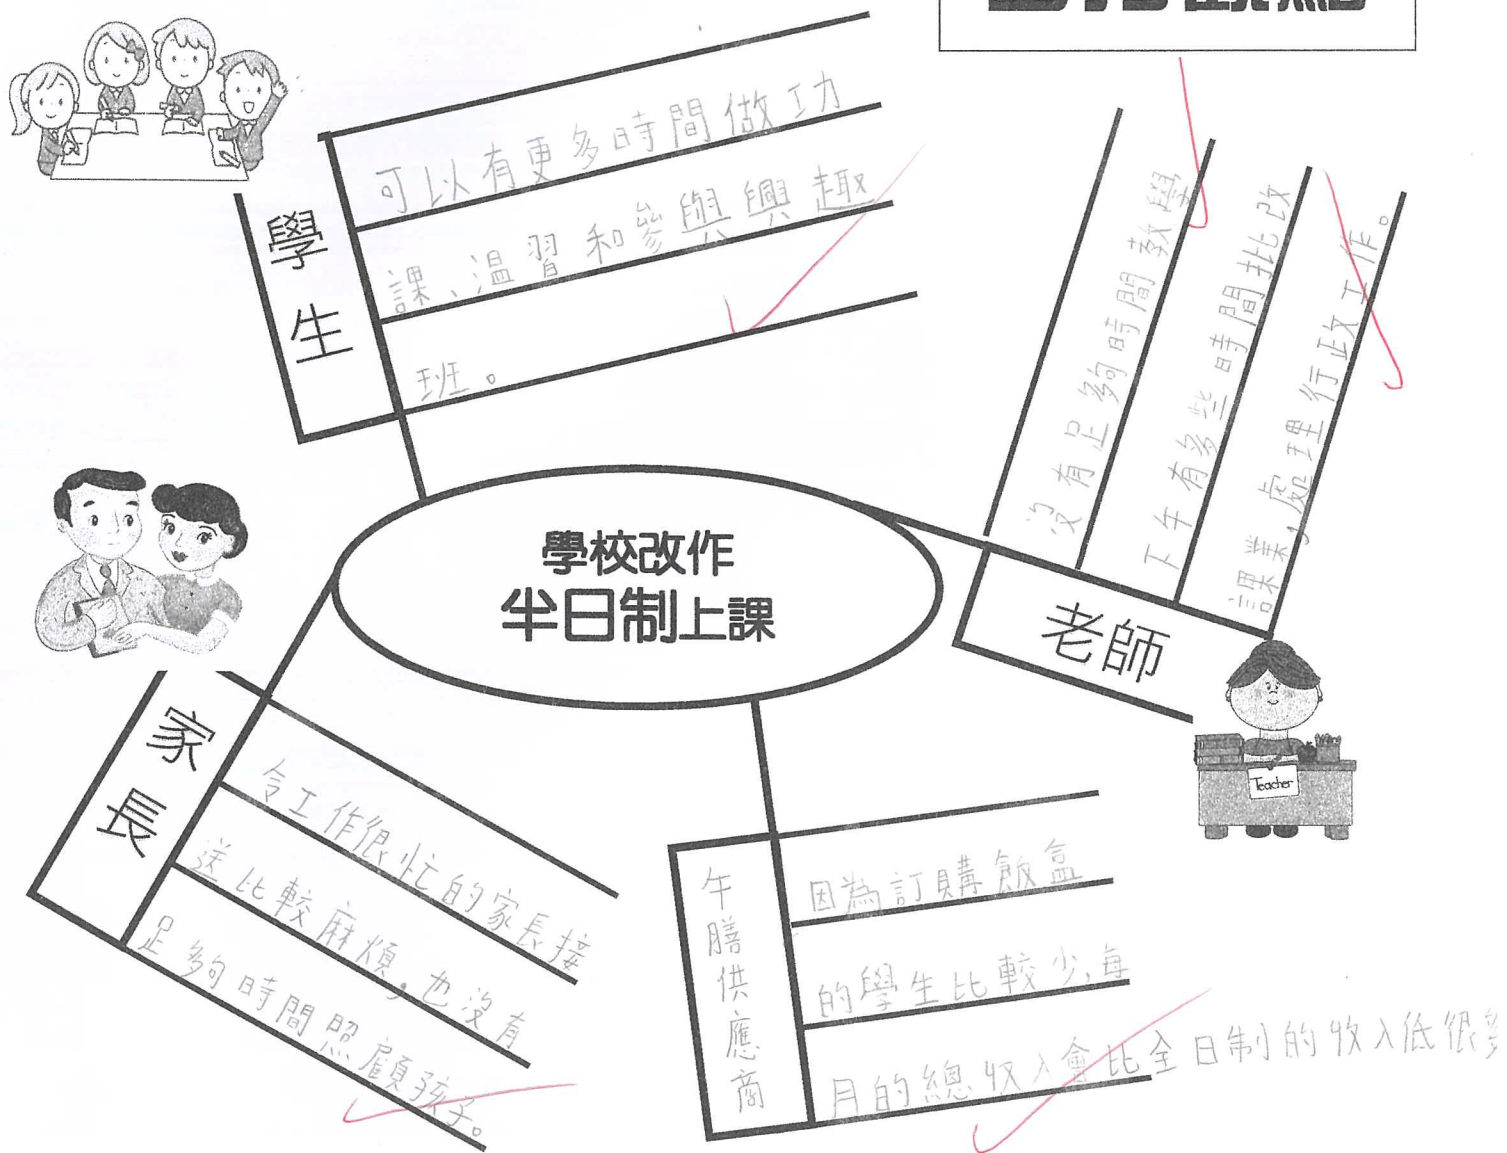 學生
可以有更多時間做功
課、溫習和參與興趣
班。
學校改作
半日制上課
老師
沒有足夠時間教學
下午有多些時間批改
課業,處理行政工作。
Teacher
家長
令工作很忙的家長接
送比較麻煩,也沒有
足夠時間照顧孩子。
午膳供應商
因為訂購飯盒
的學生比較少,每
月的總收入會比全日制的收入低很多